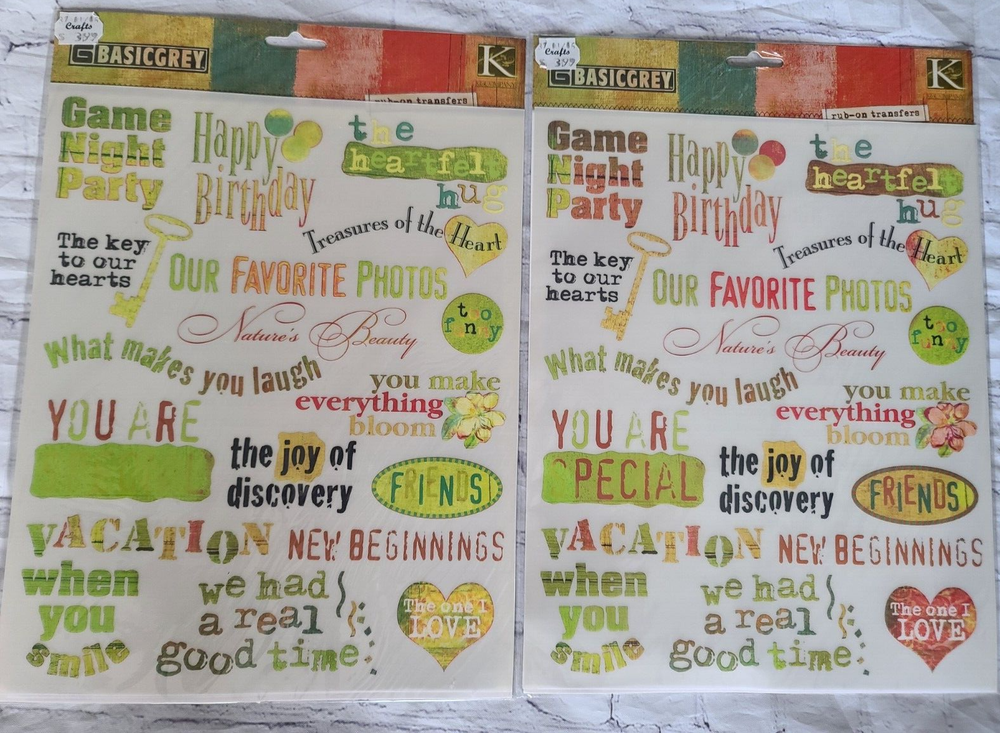 Crafts
399
BASICGREY
K
rub-on transfers
Game
Night
Party
Happy
Birthday
the
heartfelt
hug
Treasures of the Heart
The key
to our
hearts
OUR FAVORITE PHOTOS
Nature's Beauty
too
funny
What makes you laugh
you make
everything
bloom
YOU ARE
the joy of
discovery
FRIENDS
VACATION
NEW BEGINNINGS
when
you
smile
we had
a real
good time
The one I
LOVE
Crafts
399
BASICGREY
K
rub-on transfers
Game
Night
Party
Happy
Birthday
the
heartfelt
hug
Treasures of the Heart
The key
to our
hearts
OUR FAVORITE PHOTOS
Nature's Beauty
too
funny
What makes you laugh
you make
everything
bloom
YOU ARE
SPECIAL
the joy of
discovery
FRIENDS
VACATION
NEW BEGINNINGS
when
you
smile
we had
a real
good time
The one I
LOVE